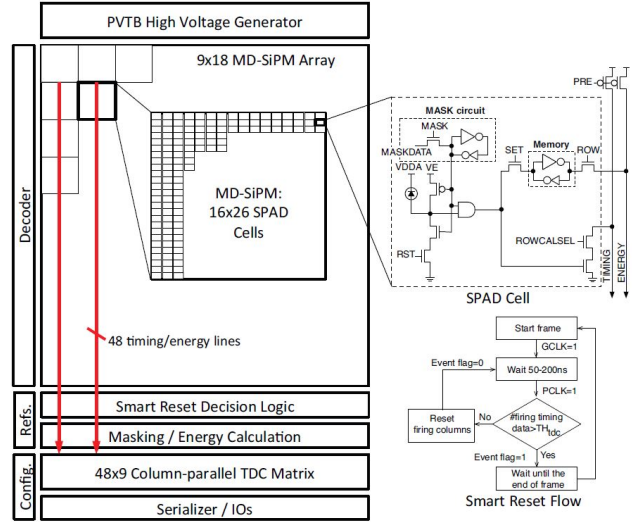 PVTB High Voltage Generator
9x18 MD-SiPM Array
Decoder
MD-SiPM:
16x26 SPAD
Cells
48 timing/energy lines
Refs.
Smart Reset Decision Logic
Masking / Energy Calculation
Config.
48x9 Column-parallel TDC Matrix
Serializer / IOs
PRE
MASK circuit
MASK
MASKDATA
VDDA VE
SET
Memory
ROW
RST
ROWCALSEL
TIMING
ENERGY
SPAD Cell
Start frame
GCLK=1
Event flag=0
Wait 50-200ns
PCLK=1
Reset
firing columns
No
#firing timing
data>THtdc
Event flag=1
Yes
Wait until the
end of frame
Smart Reset Flow